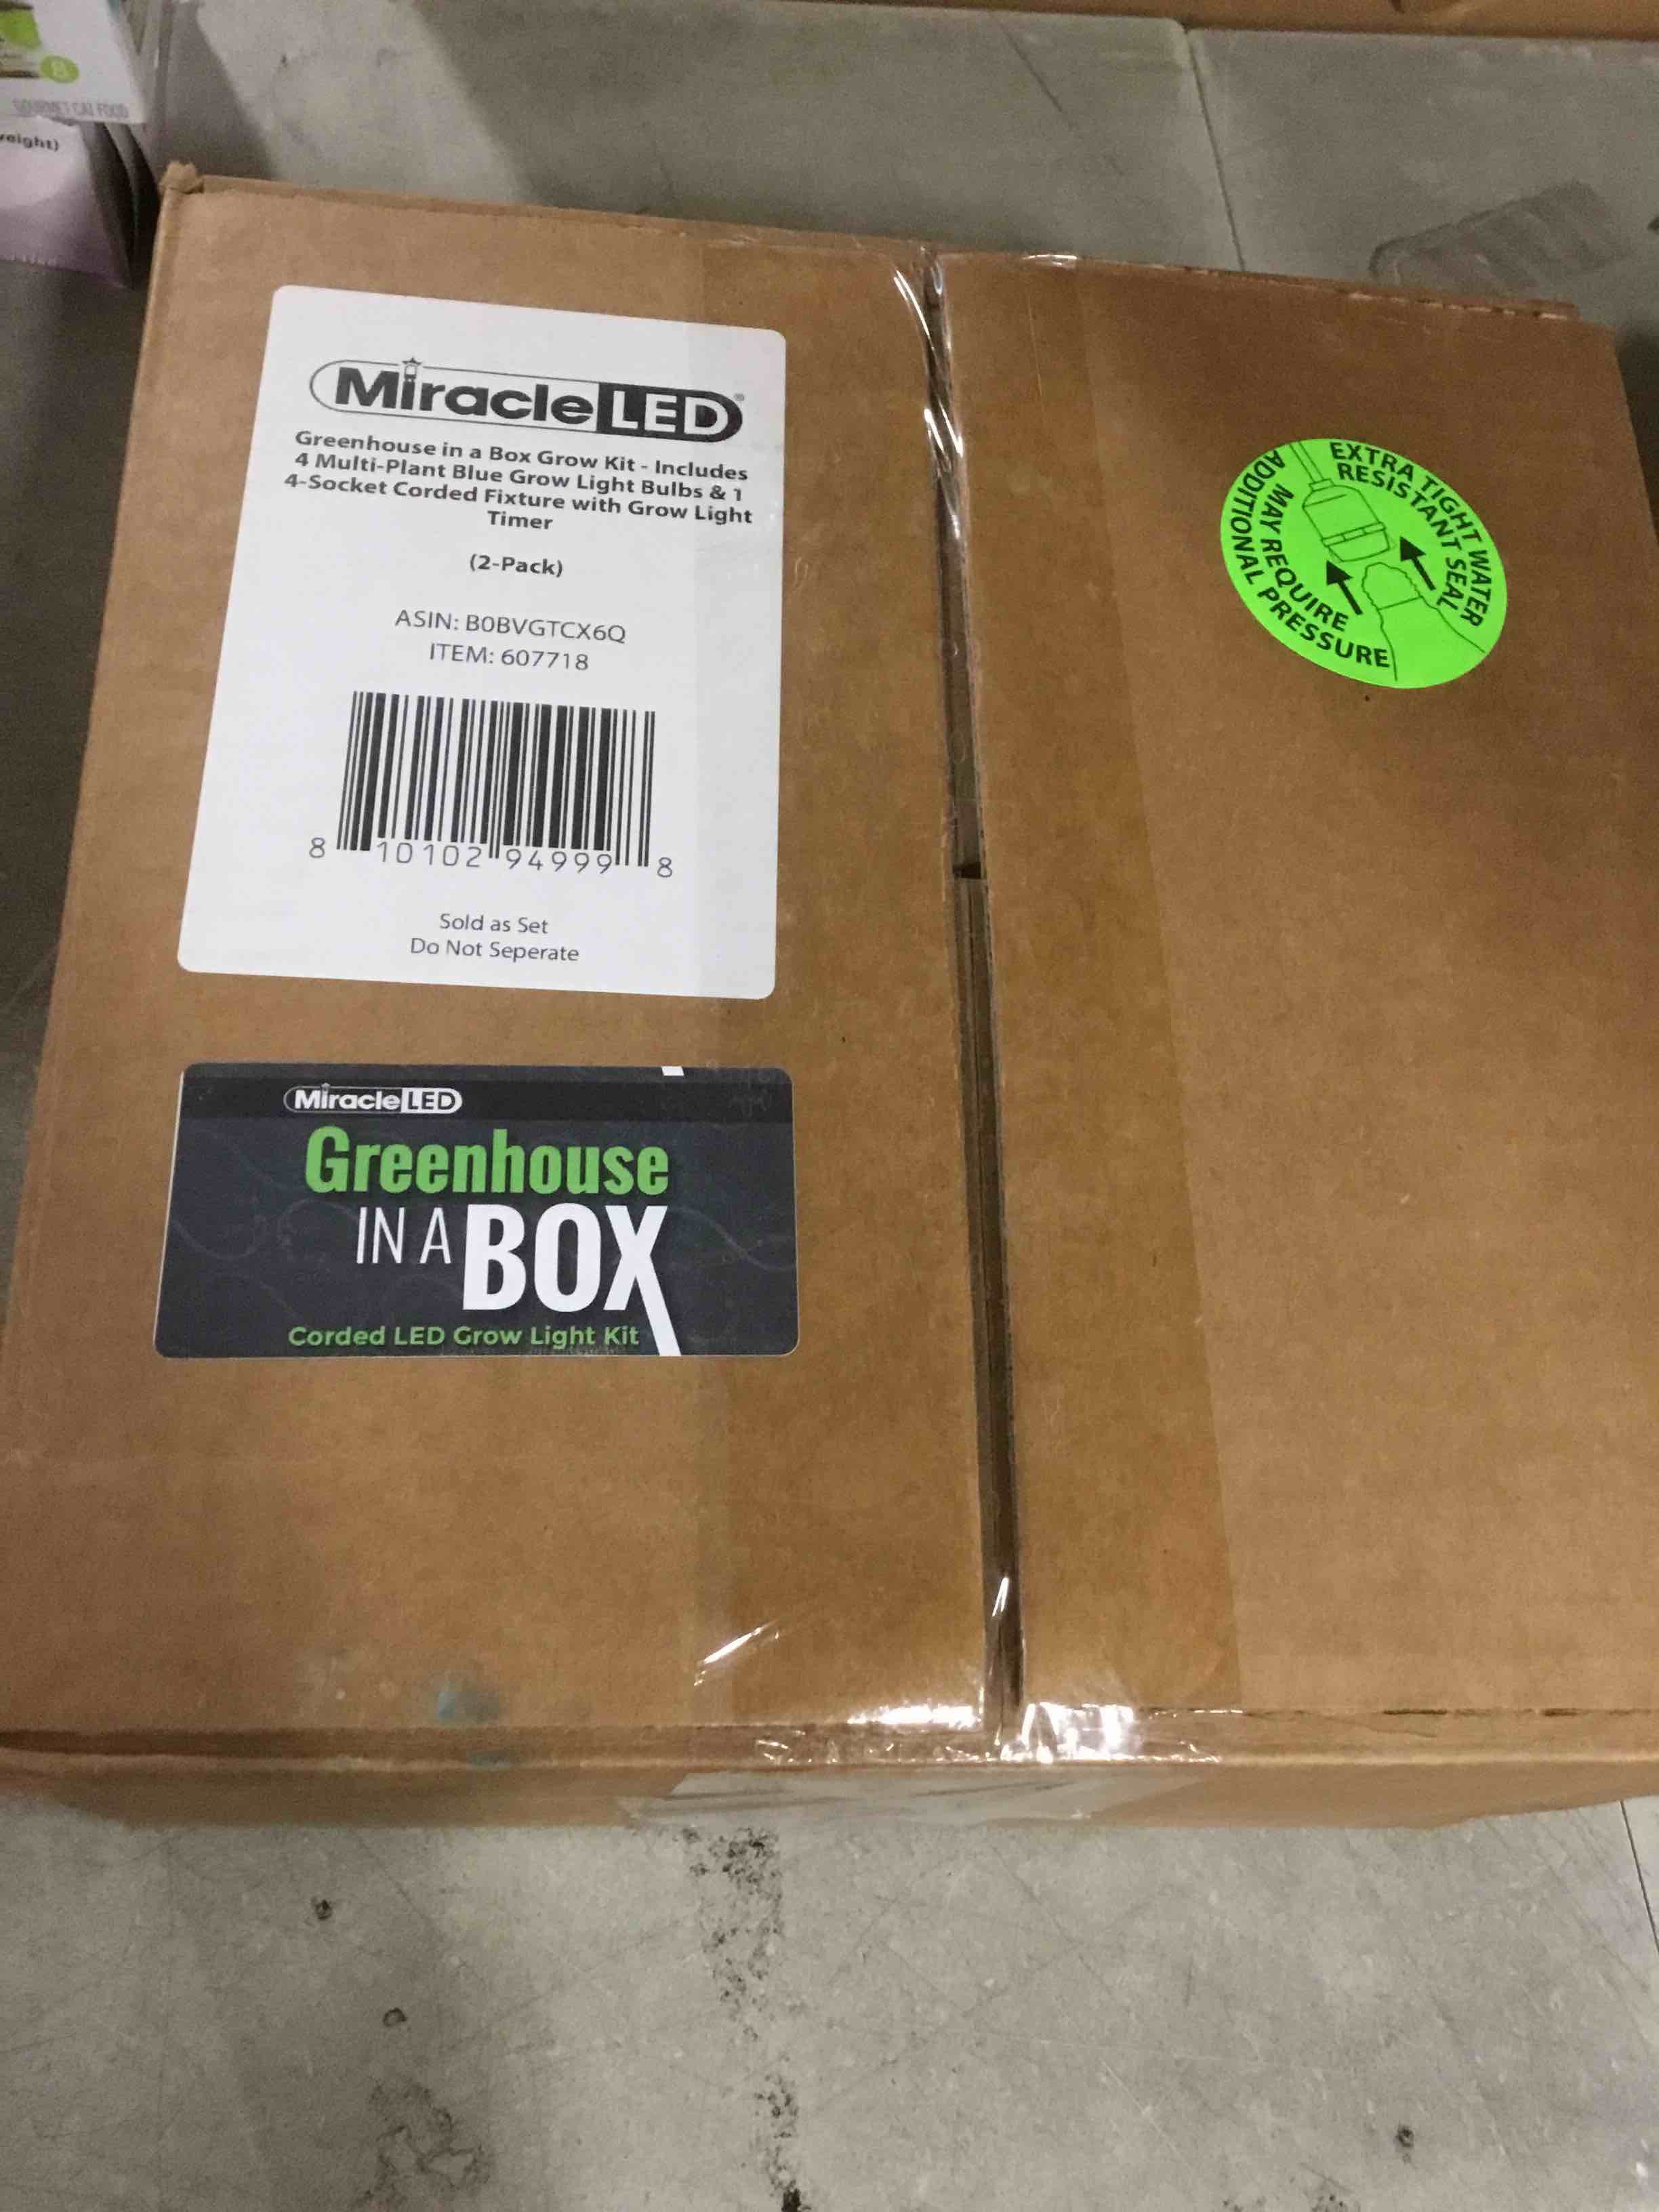 GOURMET CAT FOOD
MiracleLED®
Greenhouse in a Box Grow Kit - Includes
4 Multi-Plant Blue Grow Light Bulbs & 1
4-Socket Corded Fixture with Grow Light
Timer
(2-Pack)
ASIN: B0BVGTCX6Q
ITEM: 607718
8 10102 94999 8
Sold as Set
Do Not Seperate
EXTRA TIGHT WATER
RESISTANT SEAL
MAY REQUIRE
ADDITIONAL PRESSURE
MiracleLED
Greenhouse
IN A BOX
Corded LED Grow Light Kit